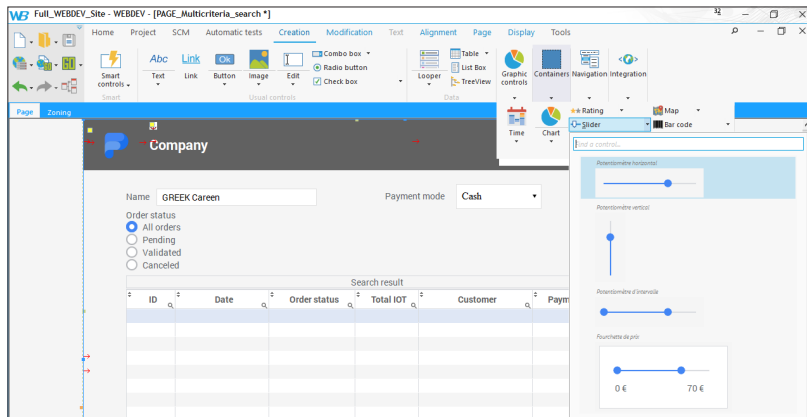 Full_WEBDEV_Site - WEBDEV - [PAGE_Multicriteria_search *]
Home Project SCM Automatic tests Creation Modification Text Alignment Page Display Tools
Smart controls
Abc Text
Link Link
Ok Button
Image
Edit
Combo box
Radio button
Check box
Looper
Table
List Box
TreeView
Graphic controls
Containers
Navigation
Integration
Smart Usual controls Data
Page Zoning
Time
Chart
Rating
Map
Slider
Bar code
Find a control...
Company
Potentiomètre horizontal
Name GREEK Careen Payment mode Cash
Potentiomètre vertical
Order status
All orders
Pending
Validated
Canceled
Search result
Potentiomètre d'intervalle
ID Date Order status Total IOT Customer Paym
Fourchette de prix
0 € 70 €